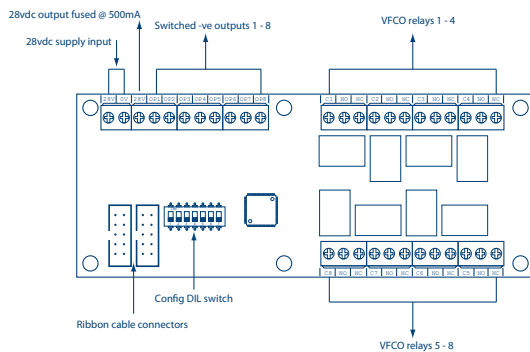 28vdc output fused @ 500mA
28vdc supply input
Switched -ve outputs 1 - 8
VFCO relays 1 - 4
28V 0V 28V OP1 OP2 OP3 OP4 OP5 OP6 OP7 OP8
C1 NO NC C2 NO NC C3 NO NC C4 NO NC
C8 NO NC C7 NO NC C6 NO NC C5 NO NC
Config DIL switch
Ribbon cable connectors
VFCO relays 5 - 8